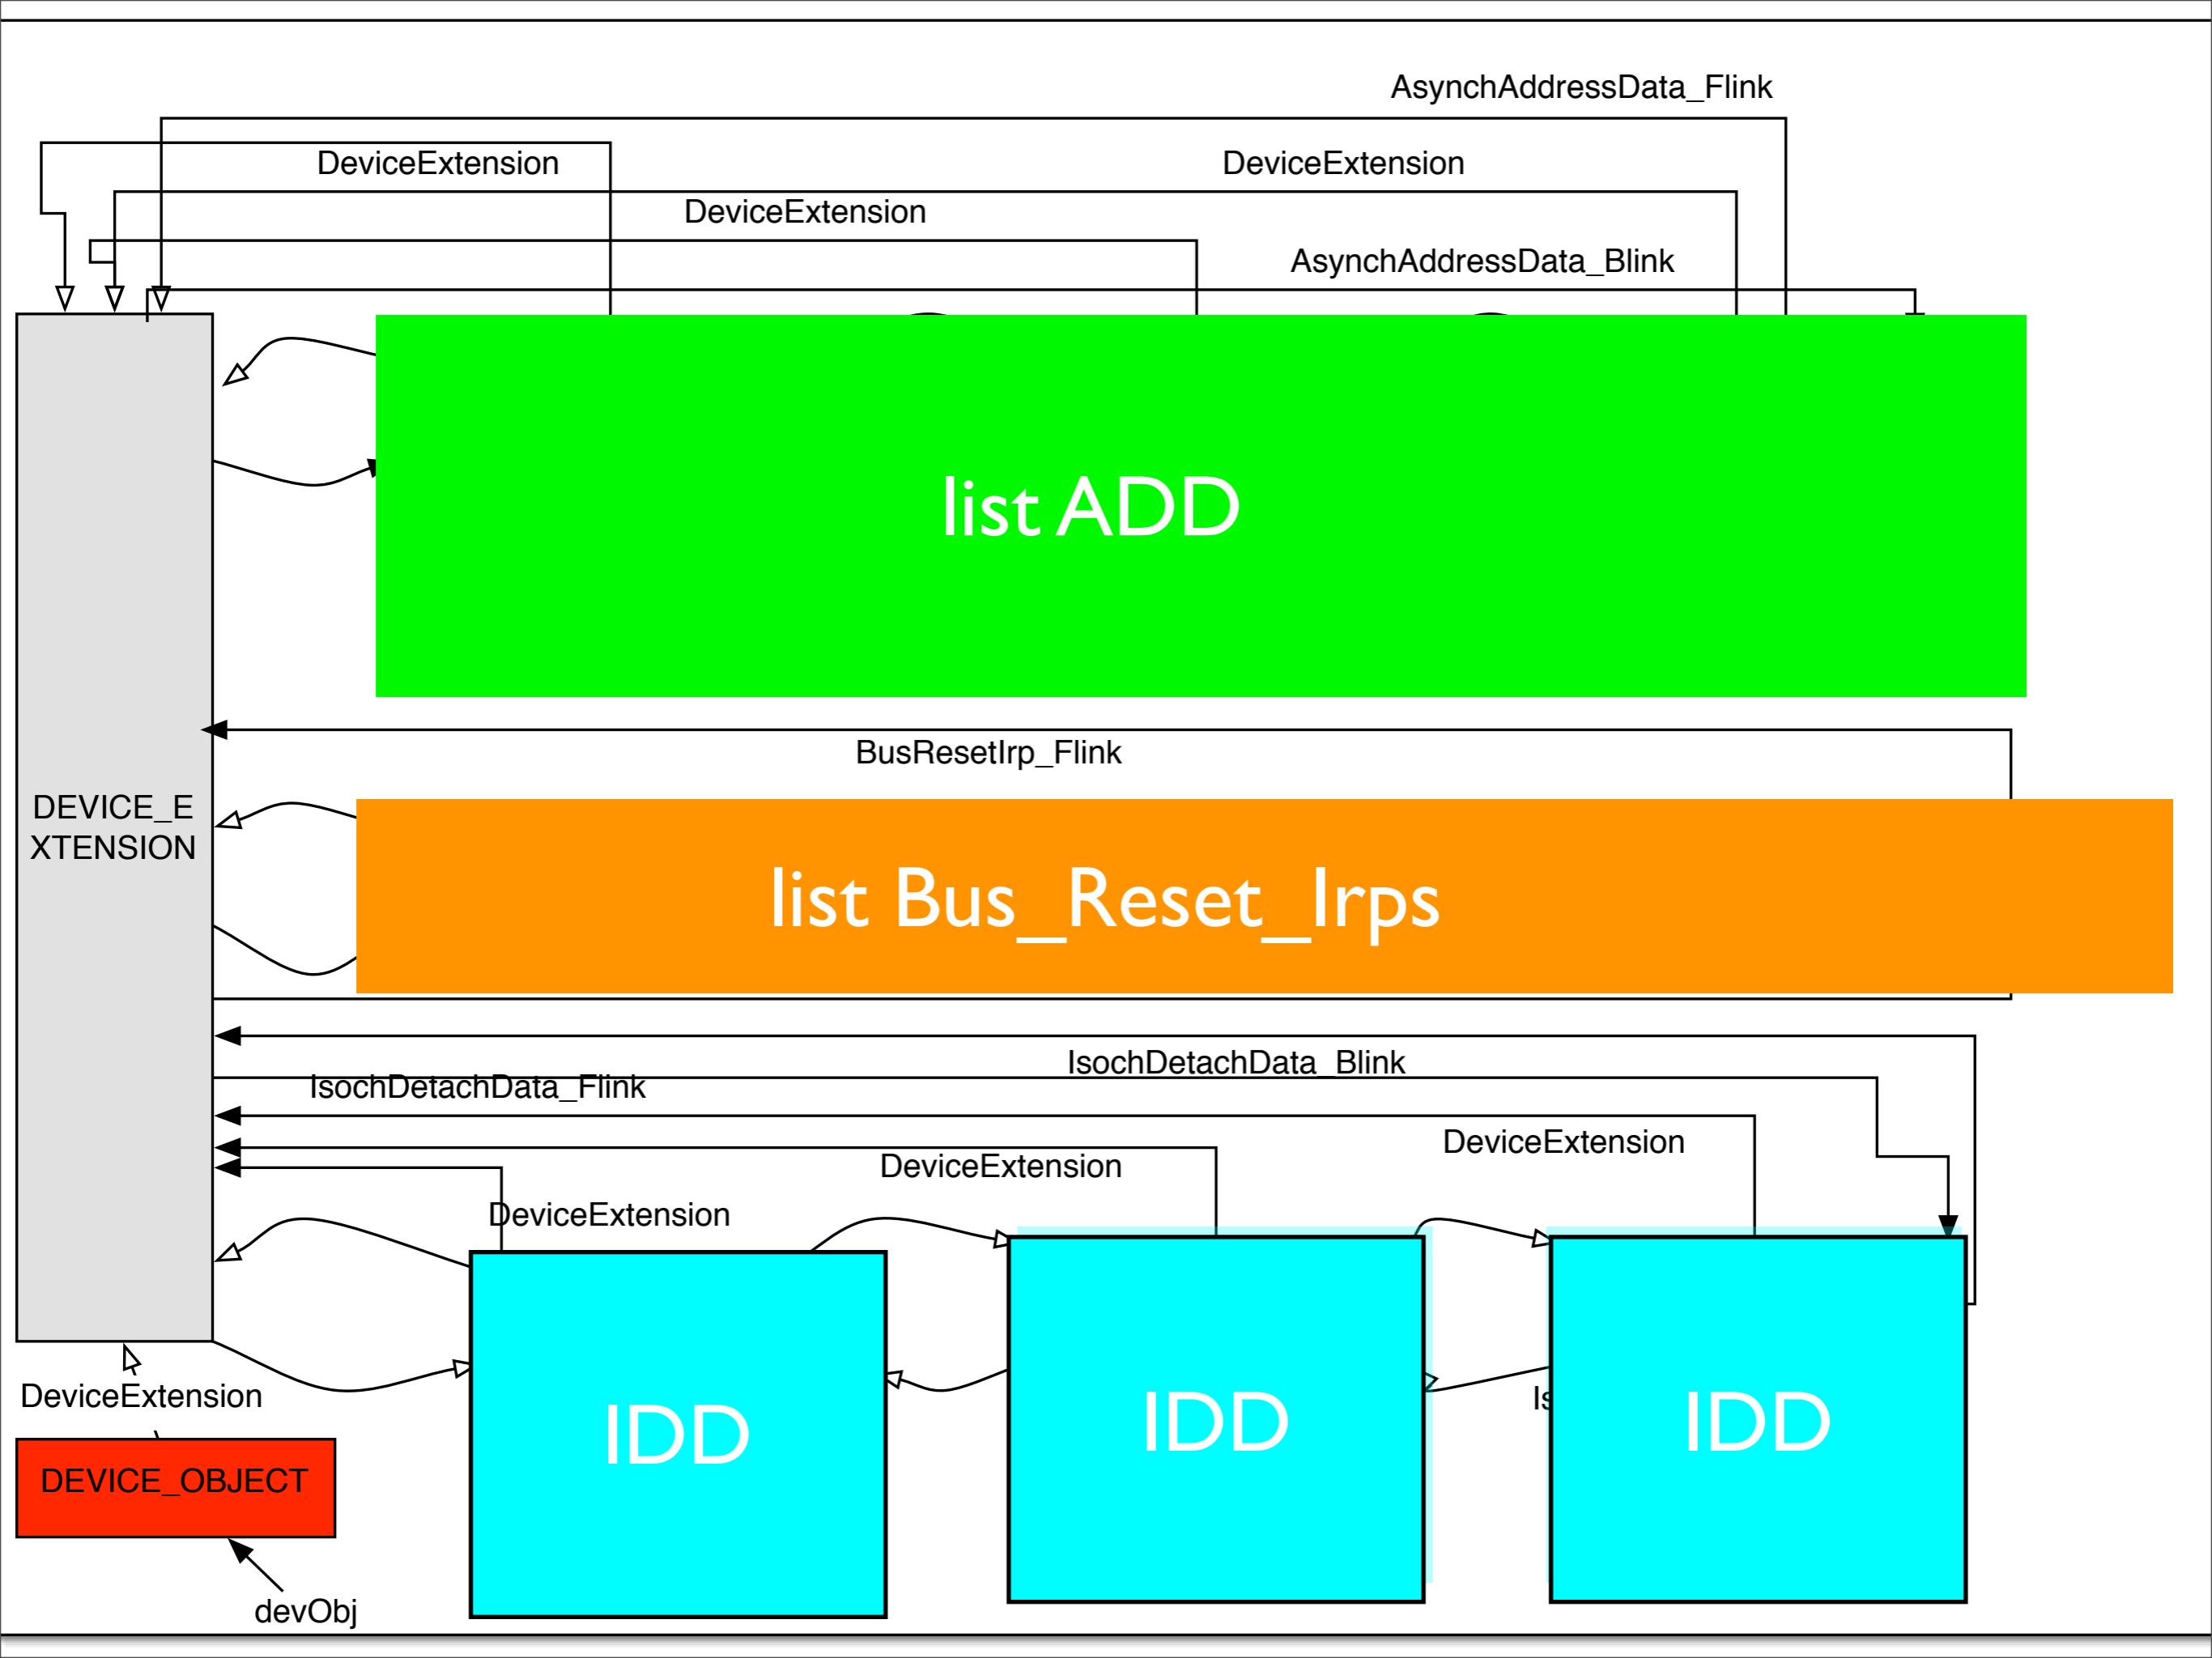 AsynchAddressData_Flink
DeviceExtension
DeviceExtension
DeviceExtension
AsynchAddressData_Blink
list ADD
BusResetIrp_Flink
DEVICE_E
XTENSION
list Bus_Reset_Irps
IsochDetachData_Blink
IsochDetachData_Flink
DeviceExtension
DeviceExtension
DeviceExtension
DeviceExtension
IDD
IDD
IDD
DEVICE_OBJECT
devObj